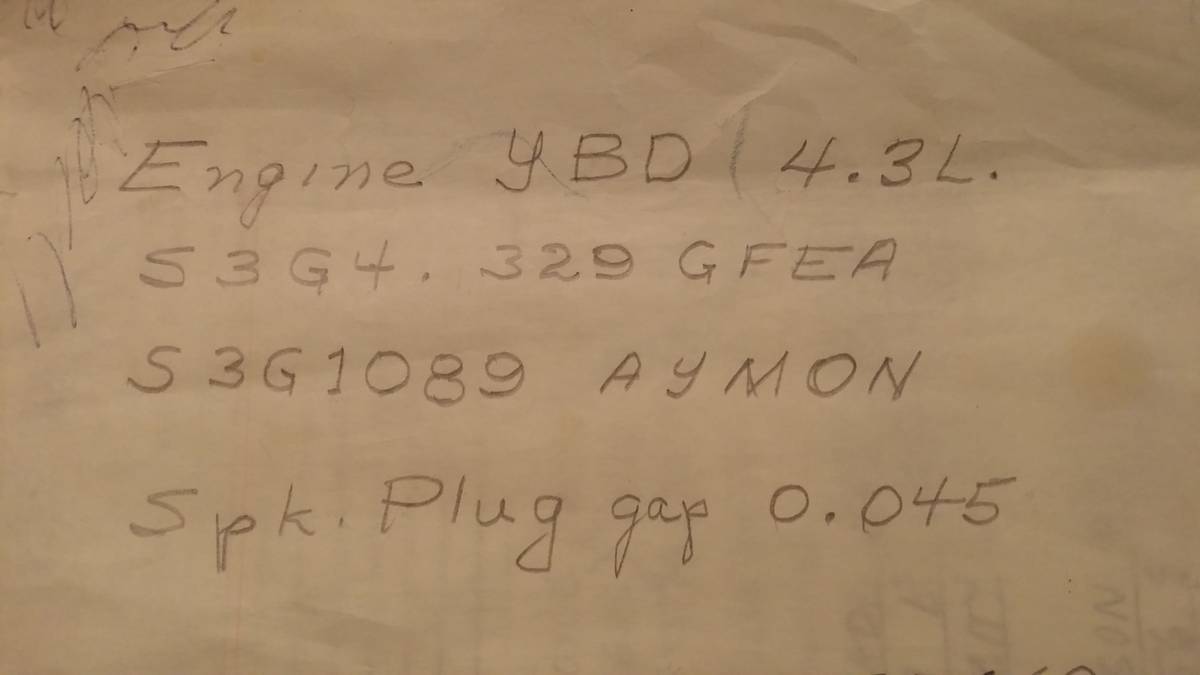 Engine YBD ( 4.3L.
S3G4. 329 GFEA
S3G1089 AYMON
Spk. Plug gap 0.045